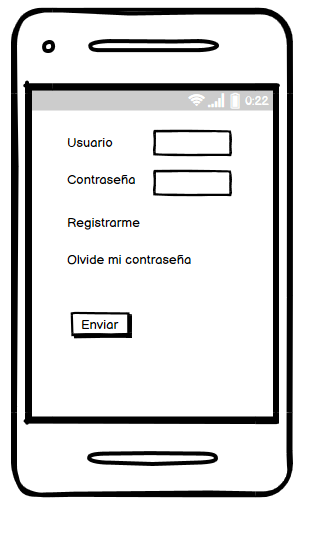 0:22
Usuario
Contraseña
Registrarme
Olvide mi contraseña
Enviar